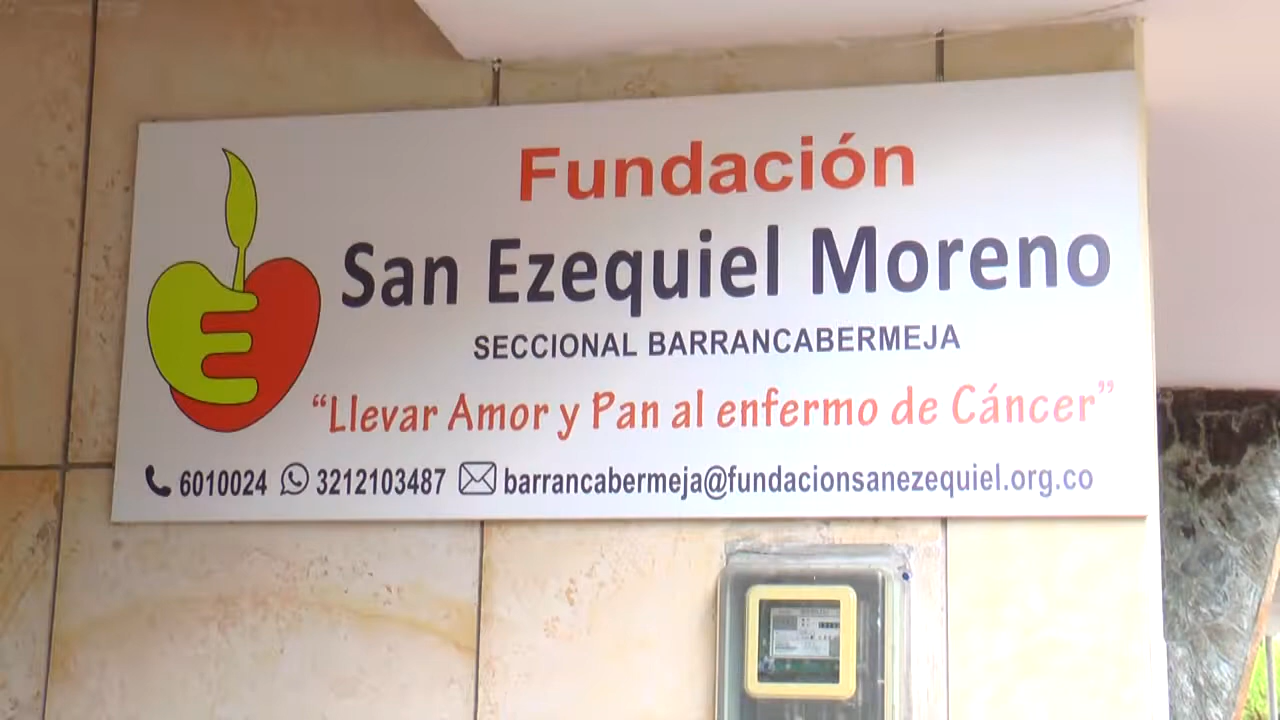 Fundación
San Ezequiel Moreno
SECCIONAL BARRANCABERMEJA
“Llevar Amor y Pan al enfermo de Cáncer”
6010024 3212103487 barrancabermeja@fundacionsanezequiel.org.co